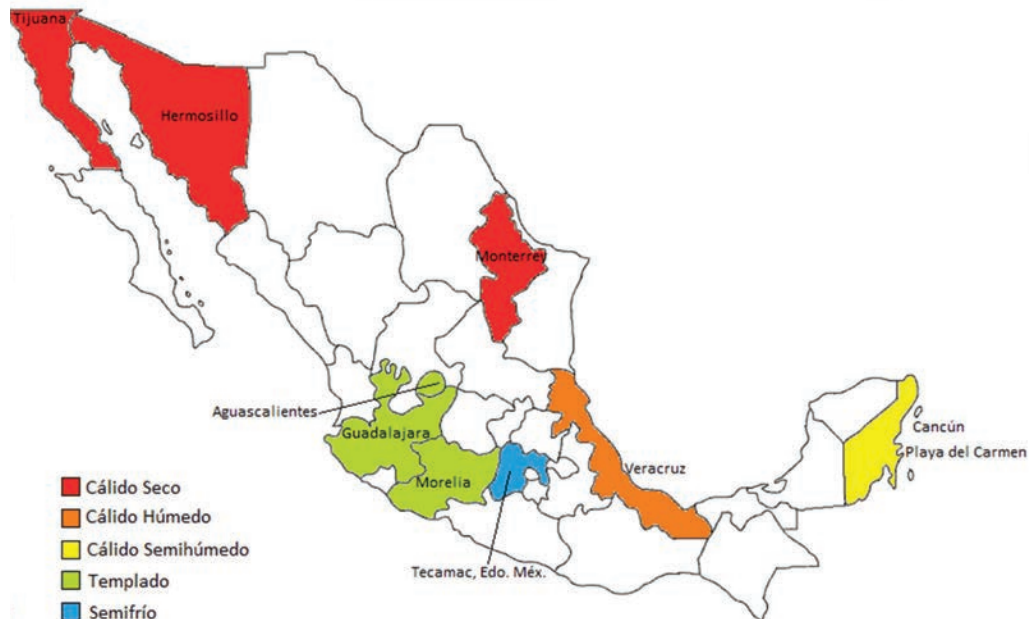 Tijuana
Hermosillo
Monterrey
Aguascalientes
Guadalajara
Morelia
Veracruz
Cancún
Playa del Carmen
Tecamac, Edo. Méx.
Cálido Seco
Cálido Húmedo
Cálido Semihúmedo
Templado
Semifrío